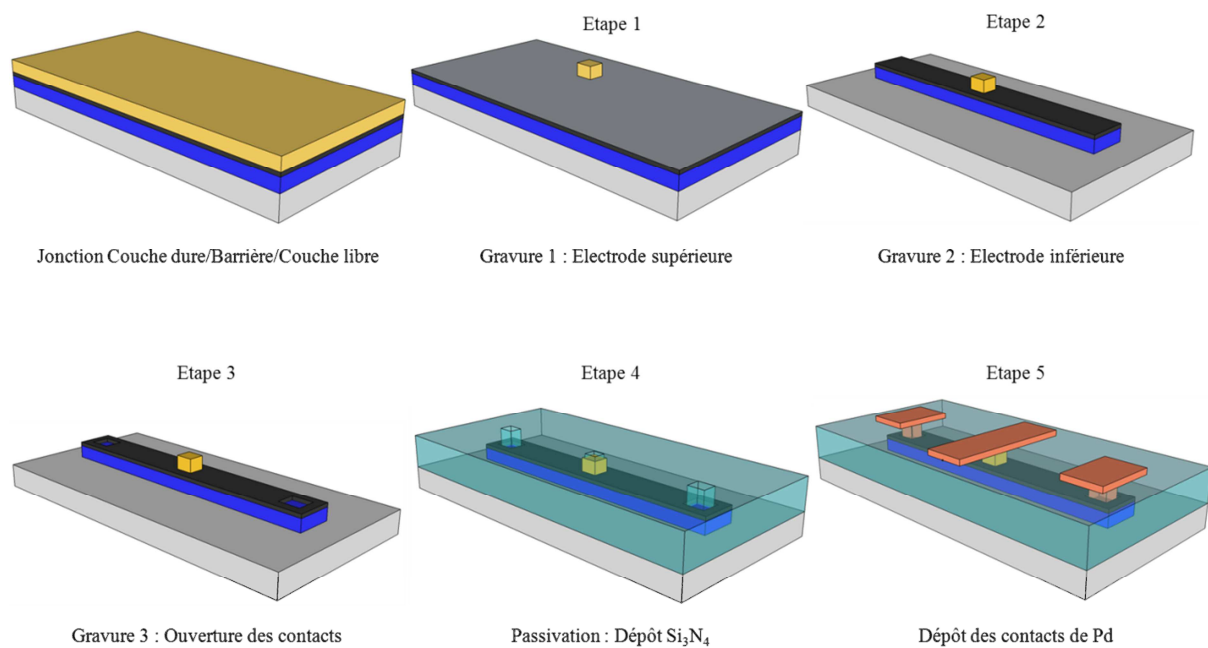 Etape 1
Etape 2
Jonction Couche dure/Barrière/Couche libre
Gravure 1 : Electrode supérieure
Gravure 2 : Electrode inférieure
Etape 3
Etape 4
Etape 5
Gravure 3 : Ouverture des contacts
Passivation : Dépôt Si₃N₄
Dépôt des contacts de Pd